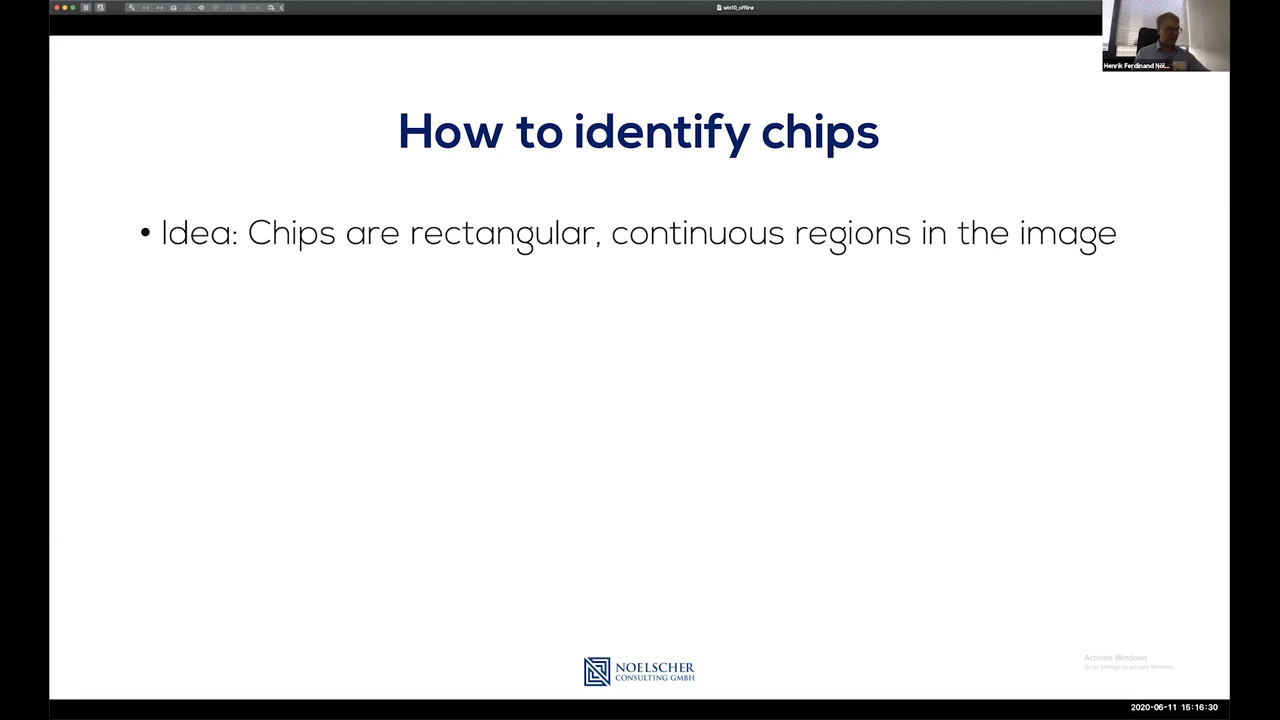 win10_offline
Henrik Ferdinand Nöl...
How to identify chips
• Idea: Chips are rectangular, continuous regions in the image
NOELSCHER
CONSULTING GMBH
Activate Windows
Go to Settings to activate Windows.
2020-06-11 15:16:30